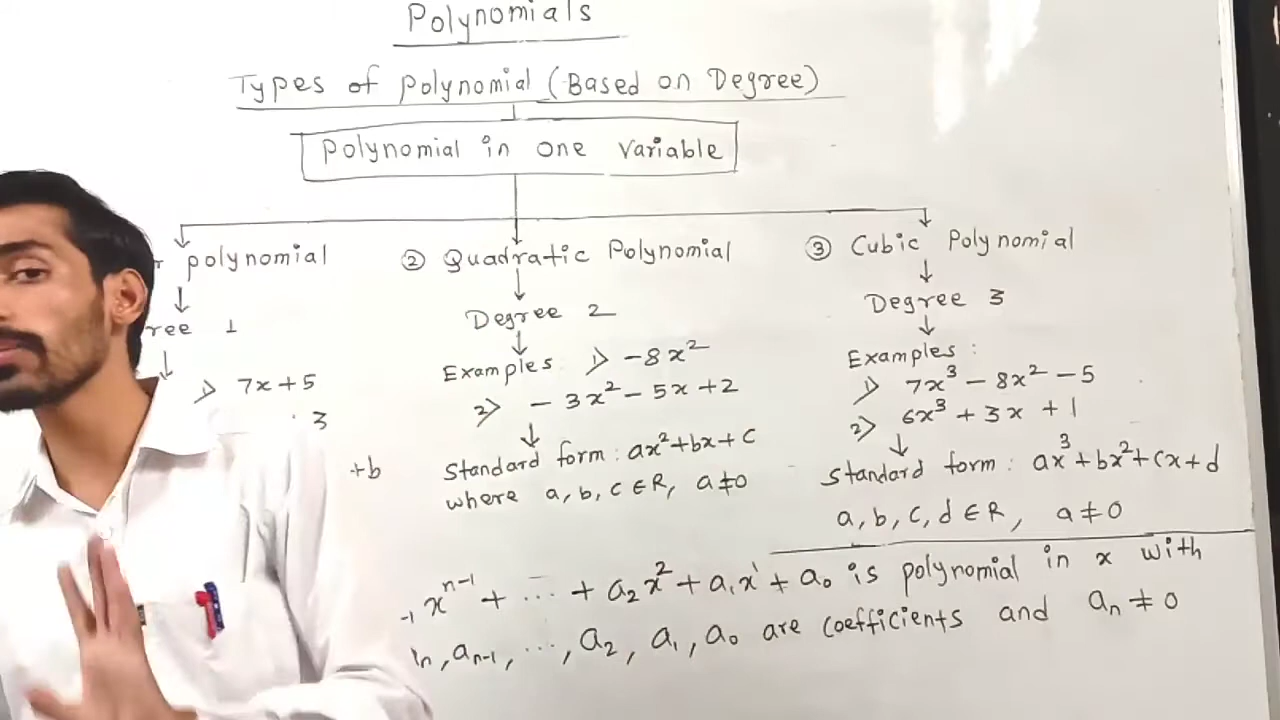 Polynomials
Types of Polynomial (Based on Degree)
Polynomial in one variable
polynomial
1
1> 7x+5
3
+b
② Quadratic Polynomial
Degree 2
Examples: 1> -8x²
2> -3x²-5x+2
Standard form: ax²+bx+c
where a, b, c ∈ R, a≠0
③ Cubic Polynomial
Degree 3
Examples:
1> 7x³-8x²-5
2> 6x³+3x+1
Standard form: ax³+bx²+cx+d
a, b, c, d ∈ R, a≠0
xⁿ⁻¹ + ... + a₂x² + a₁x¹ + a₀ is polynomial in x with
, aₙ₋₁, ..., a₂, a₁, a₀ are coefficients and aₙ ≠ 0